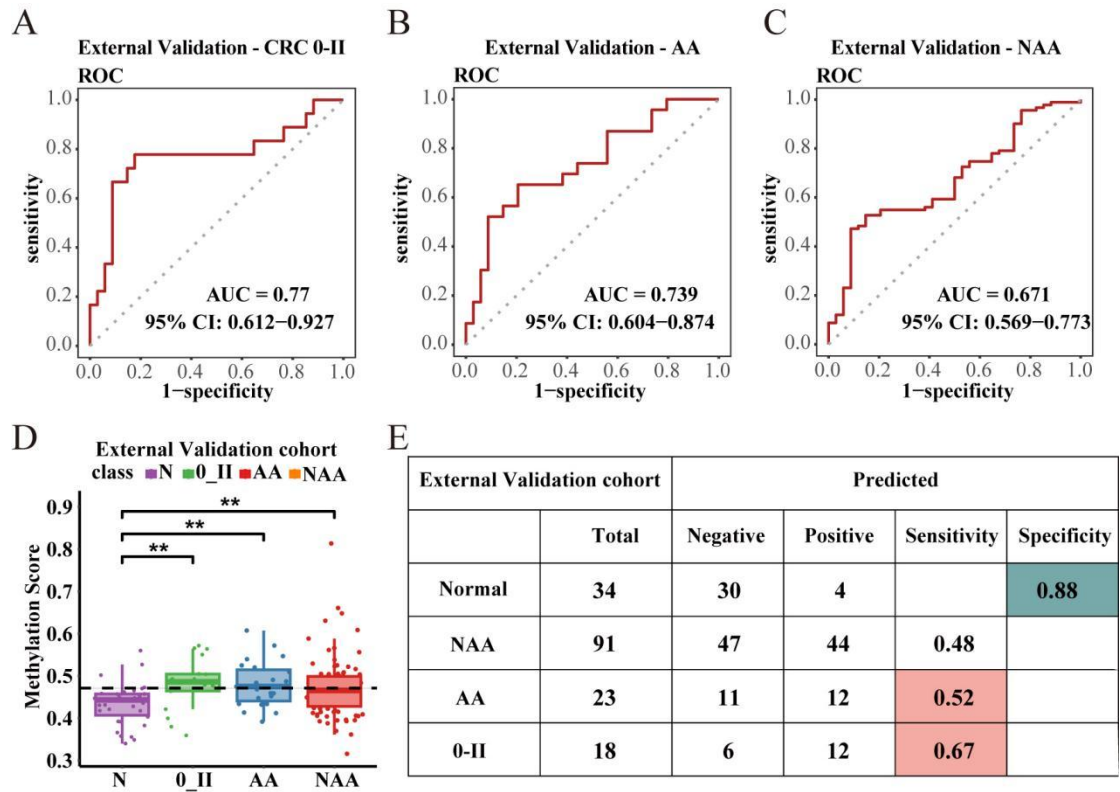 A
External Validation - CRC 0-II
ROC
sensitivity
1.0
0.8
0.6
0.4
0.2
0.0
AUC = 0.77
95% CI: 0.612−0.927
0.0 0.2 0.4 0.6 0.8 1.0
1−specificity
B
External Validation - AA
ROC
sensitivity
1.0
0.8
0.6
0.4
0.2
0.0
AUC = 0.739
95% CI: 0.604−0.874
0.0 0.2 0.4 0.6 0.8 1.0
1−specificity
C
External Validation - NAA
ROC
sensitivity
1.0
0.8
0.6
0.4
0.2
0.0
AUC = 0.671
95% CI: 0.569−0.773
0.0 0.2 0.4 0.6 0.8 1.0
1−specificity
D
External Validation cohort
class N 0_II AA NAA
Methylation Score
0.9
0.8
0.7
0.6
0.5
0.4
0.3
**
**
**
N 0_II AA NAA
E
External Validation cohort Predicted
Total Negative Positive Sensitivity Specificity
Normal 34 30 4 0.88
NAA 91 47 44 0.48
AA 23 11 12 0.52
0-II 18 6 12 0.67